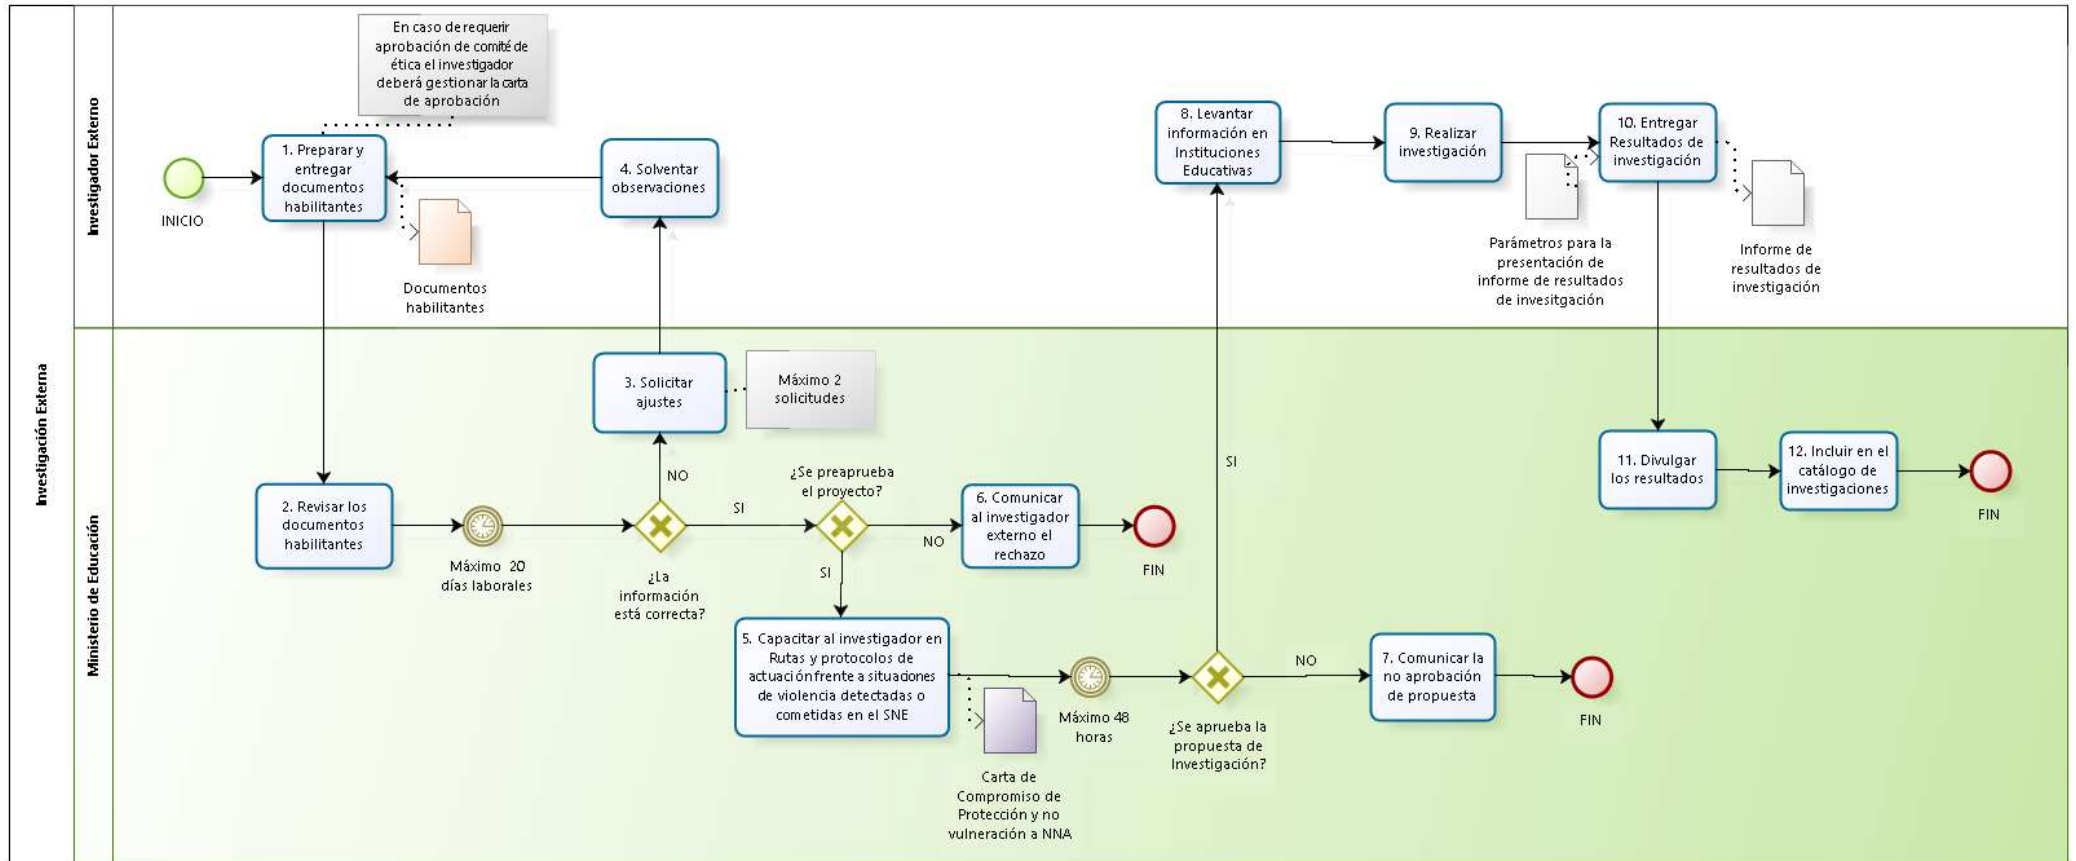 Investigación Externa
Investigador Externo
En caso de requerir
aprobación de comité de
ética el investigador
deberá gestionar la carta
de aprobación
INICIO
1. Preparar y
entregar
documentos
habilitantes
Documentos
habilitantes
4. Solventar
observaciones
8. Levantar
información en
Instituciones
Educativas
9. Realizar
investigación
10. Entregar
Resultados de
investigación
Parámetros para la
presentación de
informe de resultados
de invesitgación
Informe de
resultados de
investigación
Ministerio de Educación
2. Revisar los
documentos
habilitantes
Máximo 20
días laborales
¿La
información
está correcta?
NO
3. Solicitar
ajustes
Máximo 2
solicitudes
SI
¿Se preaprueba
el proyecto?
NO
6. Comunicar
al investigador
externo el
rechazo
FIN
SI
5. Capacitar al investigador en
Rutas y protocolos de
actuación frente a situaciones
de violencia detectadas o
cometidas en el SNE
Carta de
Compromiso de
Protección y no
vulneración a NNA
Máximo 48
horas
¿Se aprueba la
propuesta de
Investigación?
SI
NO
7. Comunicar la
no aprobación
de propuesta
FIN
11. Divulgar
los resultados
12. Incluir en el
catálogo de
investigaciones
FIN